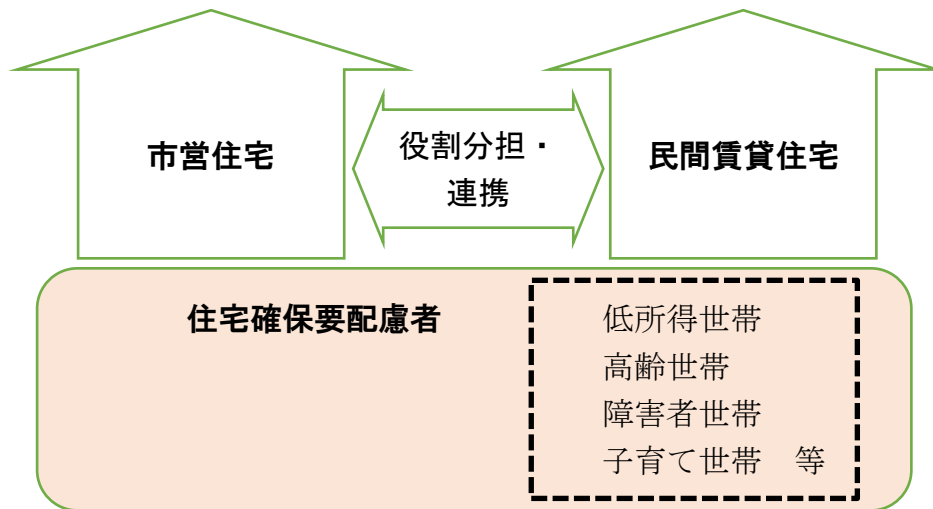 市営住宅
役割分担・
連携
民間賃貸住宅
住宅確保要配慮者
低所得世帯
高齢世帯
障害者世帯
子育て世帯　等